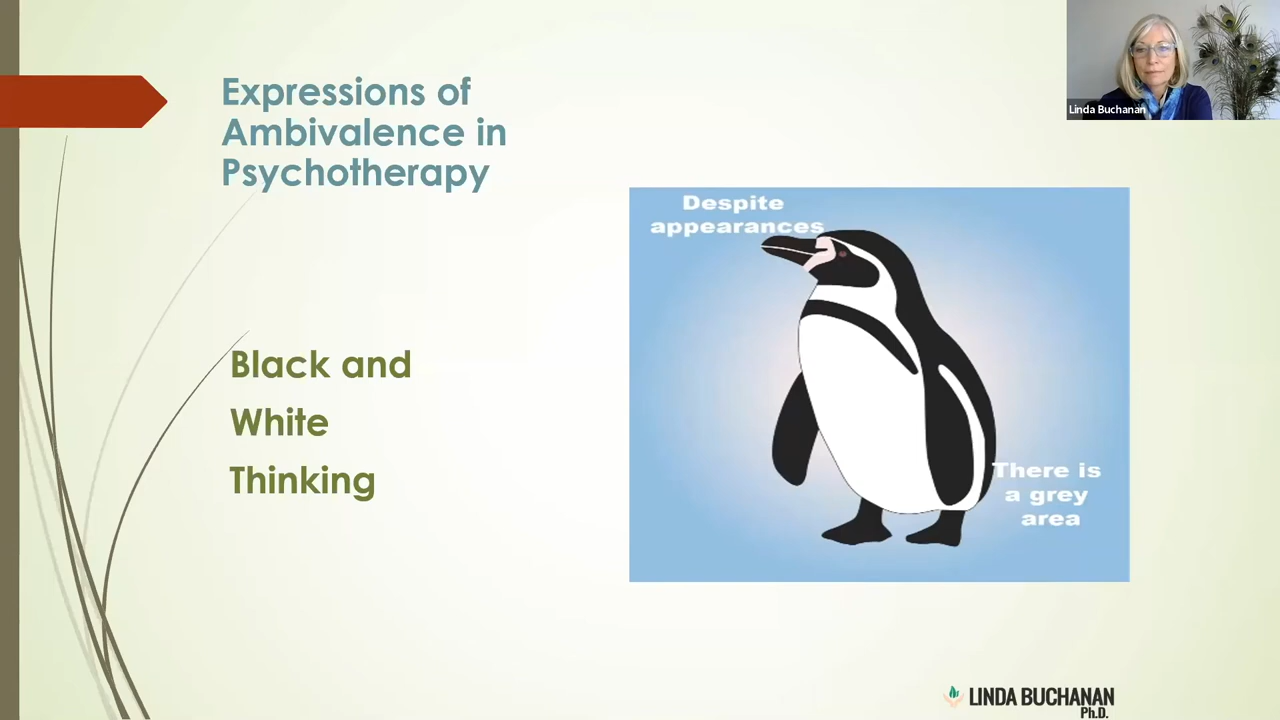 Expressions of
Ambivalence in
Psychotherapy
Linda Buchanan
Despite
appearances
Black and
White
Thinking
There is
a grey
area
LINDA BUCHANAN
Ph.D.